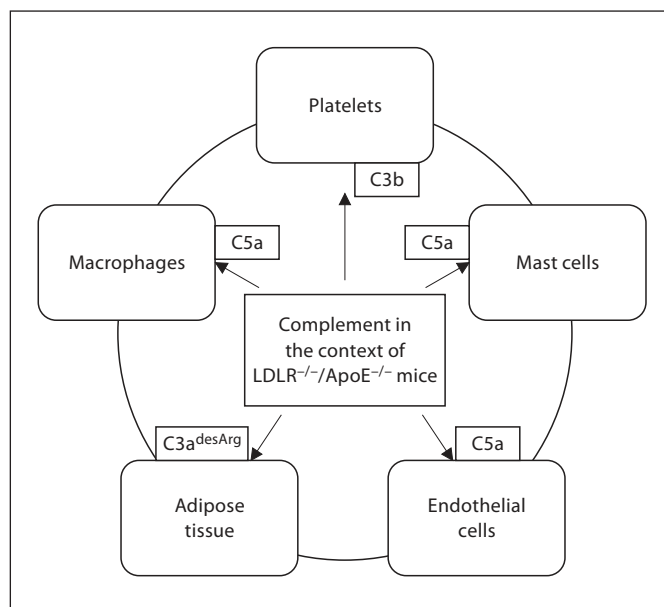 Platelets
C3b
Macrophages
C5a
C5a
Mast cells
Complement in
the context of
LDLR–/–/ApoE–/– mice
C3adesArg
C5a
Adipose
tissue
Endothelial
cells